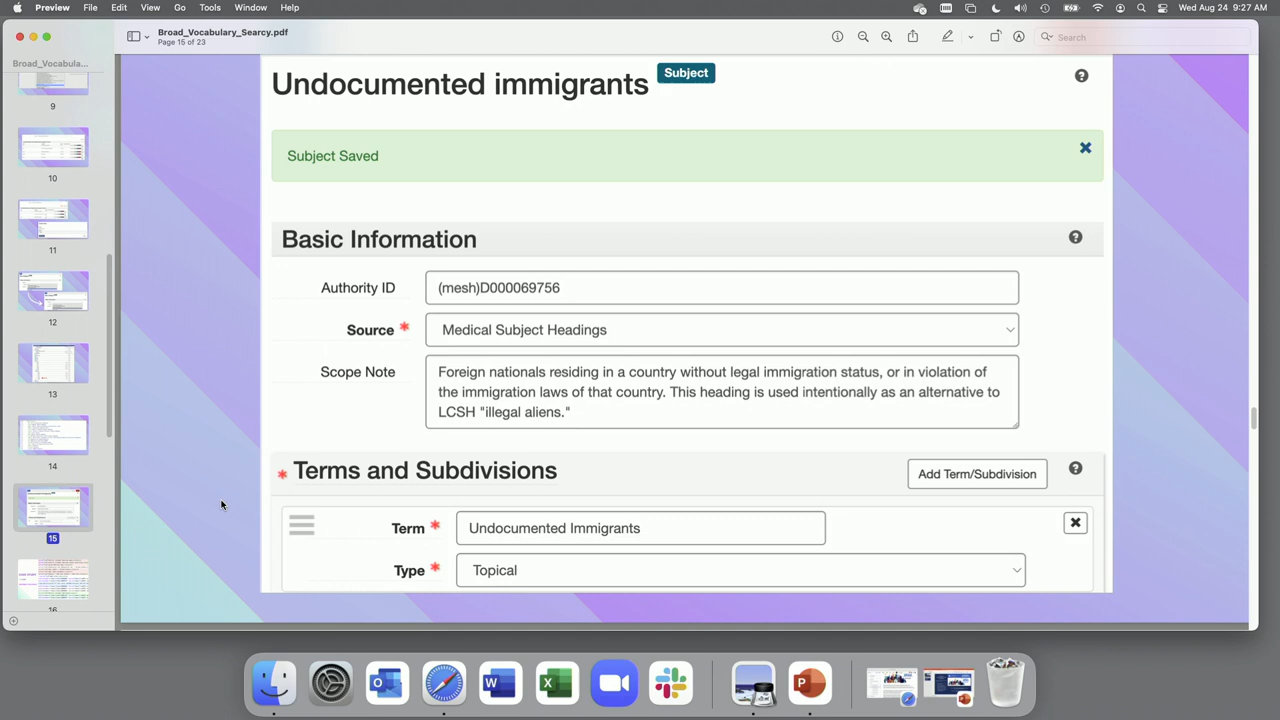 Preview File Edit View Go Tools Window Help Wed Aug 24 9:27 AM
Broad_Vocabulary_Searcy.pdf
Page 15 of 23
Search
Broad_Vocabula...
9
10
11
12
13
14
15
16
Undocumented immigrants Subject
Subject Saved
Basic Information
Authority ID (mesh)D000069756
Source * Medical Subject Headings
Scope Note Foreign nationals residing in a country without legal immigration status, or in violation of
the immigration laws of that country. This heading is used intentionally as an alternative to
LCSH "illegal aliens."
* Terms and Subdivisions Add Term/Subdivision
Term * Undocumented Immigrants
Type * Topical